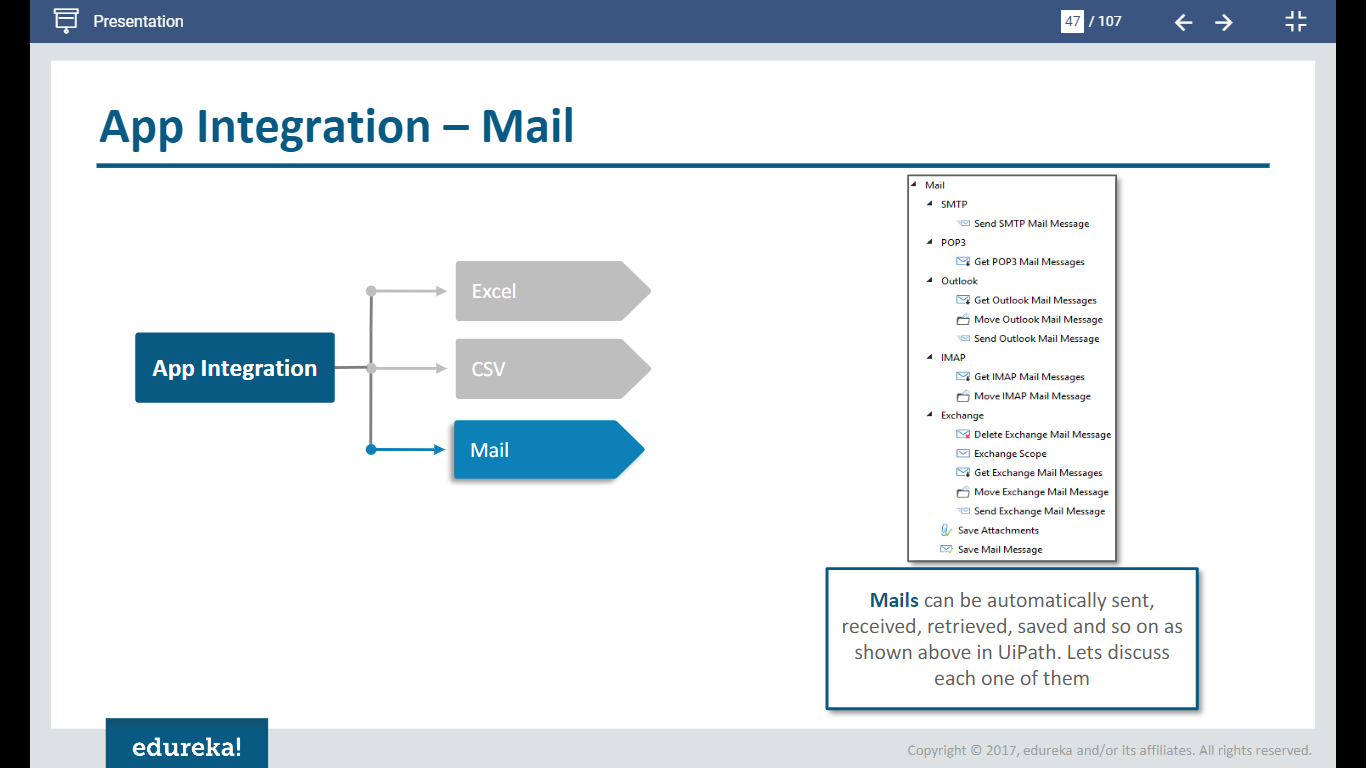 Presentation
47 / 107
App Integration – Mail
App Integration
Excel
CSV
Mail
Mail
SMTP
Send SMTP Mail Message
POP3
Get POP3 Mail Messages
Outlook
Get Outlook Mail Messages
Move Outlook Mail Message
Send Outlook Mail Message
IMAP
Get IMAP Mail Messages
Move IMAP Mail Message
Exchange
Delete Exchange Mail Message
Exchange Scope
Get Exchange Mail Messages
Move Exchange Mail Message
Send Exchange Mail Message
Save Attachments
Save Mail Message
Mails can be automatically sent,
received, retrieved, saved and so on as
shown above in UiPath. Lets discuss
each one of them
edureka!
Copyright © 2017, edureka and/or its affiliates. All rights reserved.